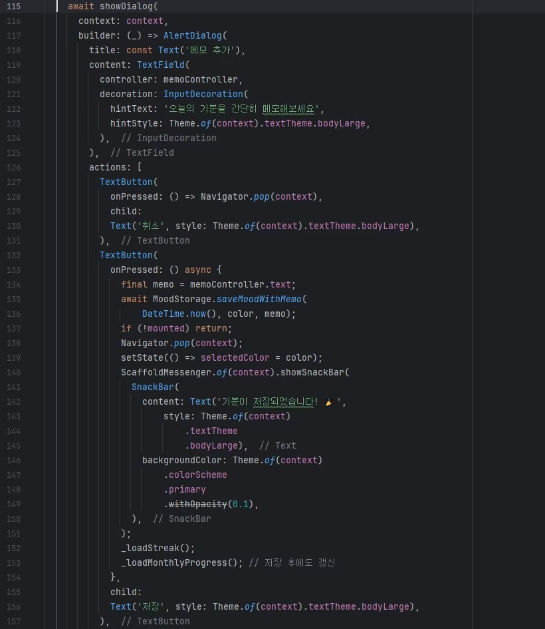 115 await showDialog(
116 context: context,
117 builder: (_) => AlertDialog(
118 title: const Text('메모 추가'),
119 content: TextField(
120 controller: memoController,
121 decoration: InputDecoration(
122 hintText: '오늘의 기분을 간단히 메모해보세요',
123 hintStyle: Theme.of(context).textTheme.bodyLarge,
124 ), // InputDecoration
125 ), // TextField
126 actions: [
127 TextButton(
128 onPressed: () => Navigator.pop(context),
129 child:
130 Text('취소', style: Theme.of(context).textTheme.bodyLarge),
131 ), // TextButton
132 TextButton(
133 onPressed: () async {
134 final memo = memoController.text;
135 await MoodStorage.saveMoodWithMemo(
136 DateTime.now(), color, memo);
137 if (!mounted) return;
138 Navigator.pop(context);
139 setState(() => selectedColor = color);
140 ScaffoldMessenger.of(context).showSnackBar(
141 SnackBar(
142 content: Text('기분이 저장되었습니다! 🎉',
143 style: Theme.of(context)
144 .textTheme
145 .bodyLarge), // Text
146 backgroundColor: Theme.of(context)
147 .colorScheme
148 .primary
149 .withOpacity(0.1),
150 ), // SnackBar
151 );
152 _loadStreak();
153 _loadMonthlyProgress(); // 저장 후에도 갱신
154 },
155 child:
156 Text('저장', style: Theme.of(context).textTheme.bodyLarge),
157 ), // TextButton